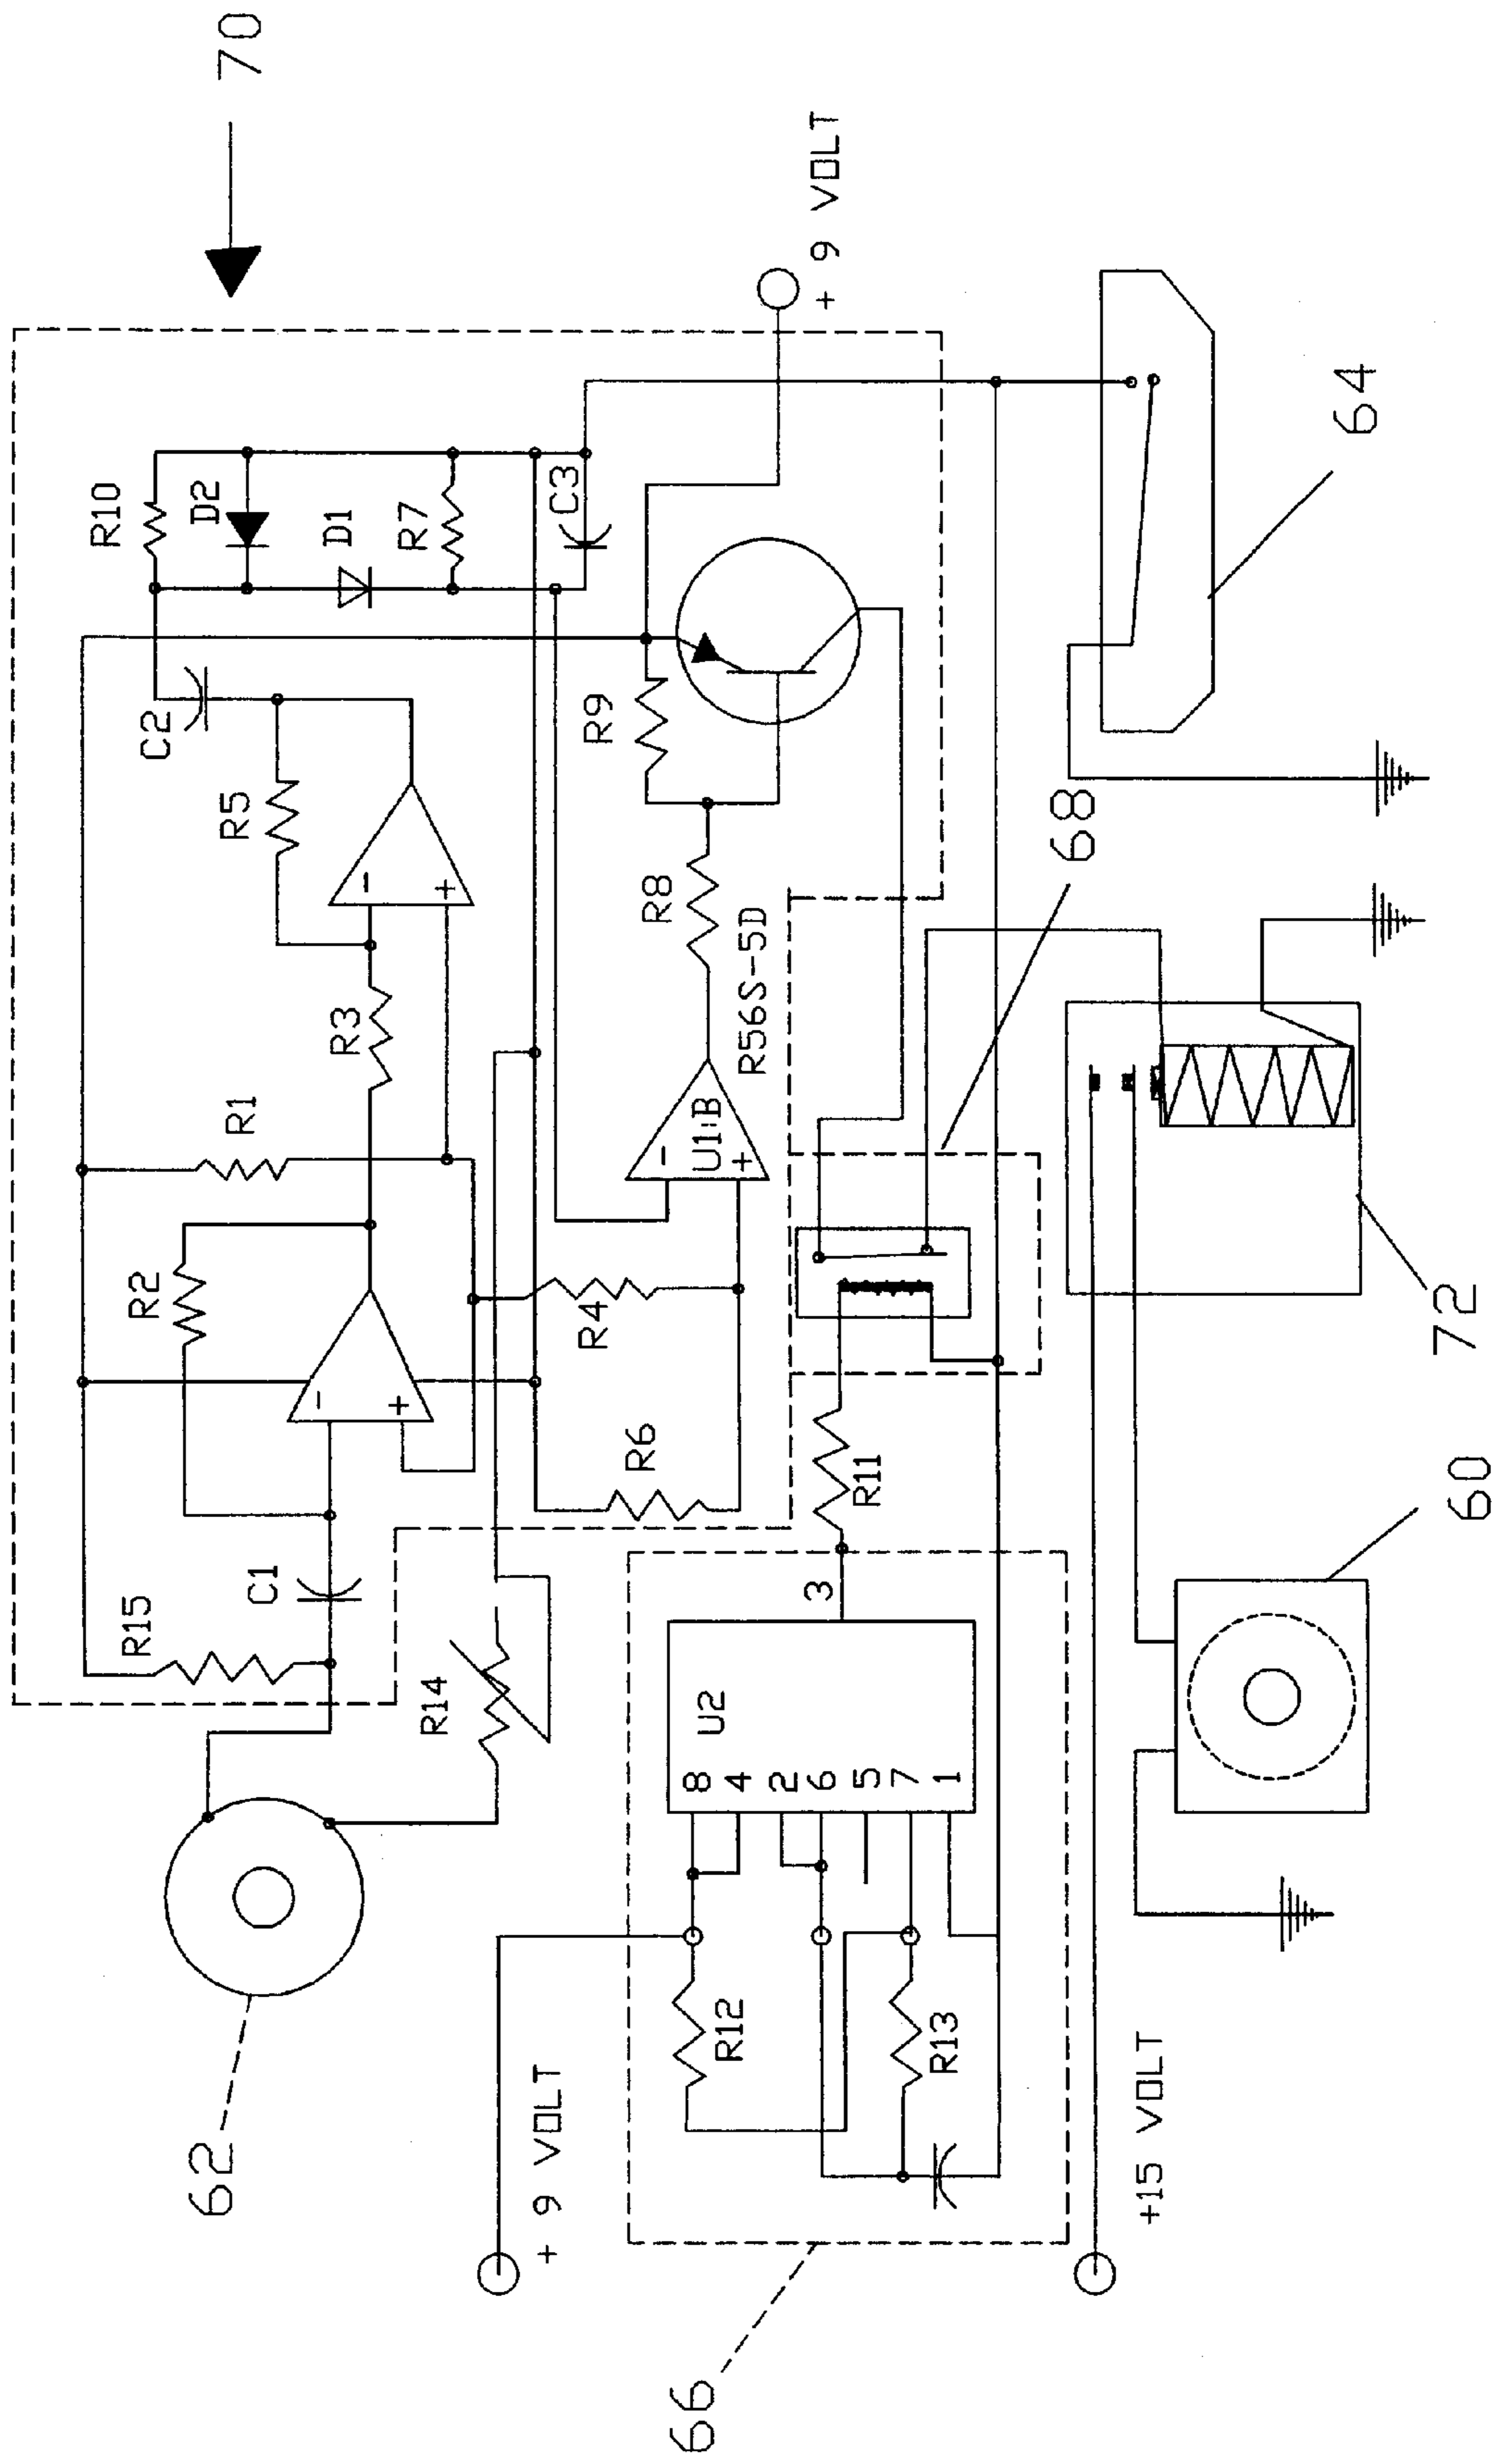 70
R10
D2
D1
R7
C3
+ 9 VOLT
C2
R5
R9
R8
R3
R1
R2
R4
R6
R56S-5D
U1:B
-
+
-
+
-
+
64
68
72
R15
C1
R14
R11
62
U2
3
8
4
2
6
5
7
1
R12
R13
+ 9 VOLT
+15 VOLT
66
60